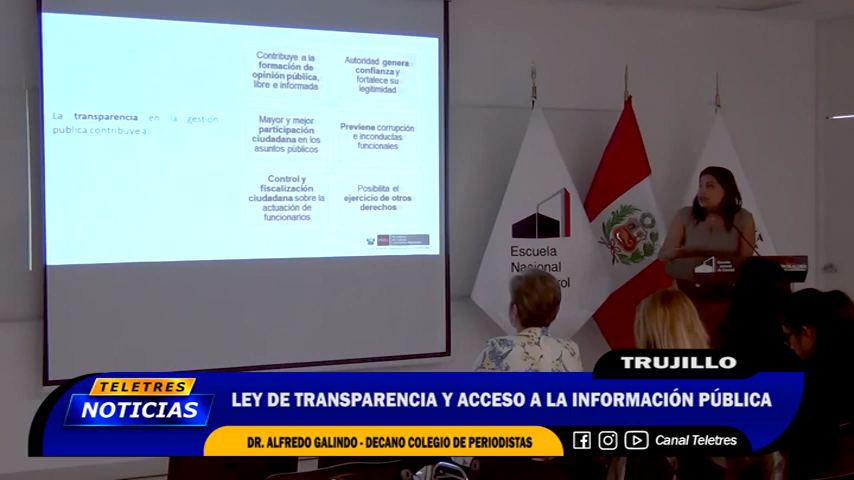 La transparencia en la gestión
pública contribuye a:
Contribuye a la
formación de
opinión pública,
libre e informada
Autoridad genera
confianza y
fortalece su
legitimidad
Mayor y mejor
participación
ciudadana en los
asuntos públicos
Previene corrupción
e inconductas
funcionales
Control y
fiscalización
ciudadana sobre la
actuación de
funcionarios
Posibilita el
ejercicio de otros
derechos
Escuela
Nacional
TRUJILLO
TELETRES
NOTICIAS
LEY DE TRANSPARENCIA Y ACCESO A LA INFORMACIÓN PÚBLICA
DR. ALFREDO GALINDO - DECANO COLEGIO DE PERIODISTAS
Canal Teletres